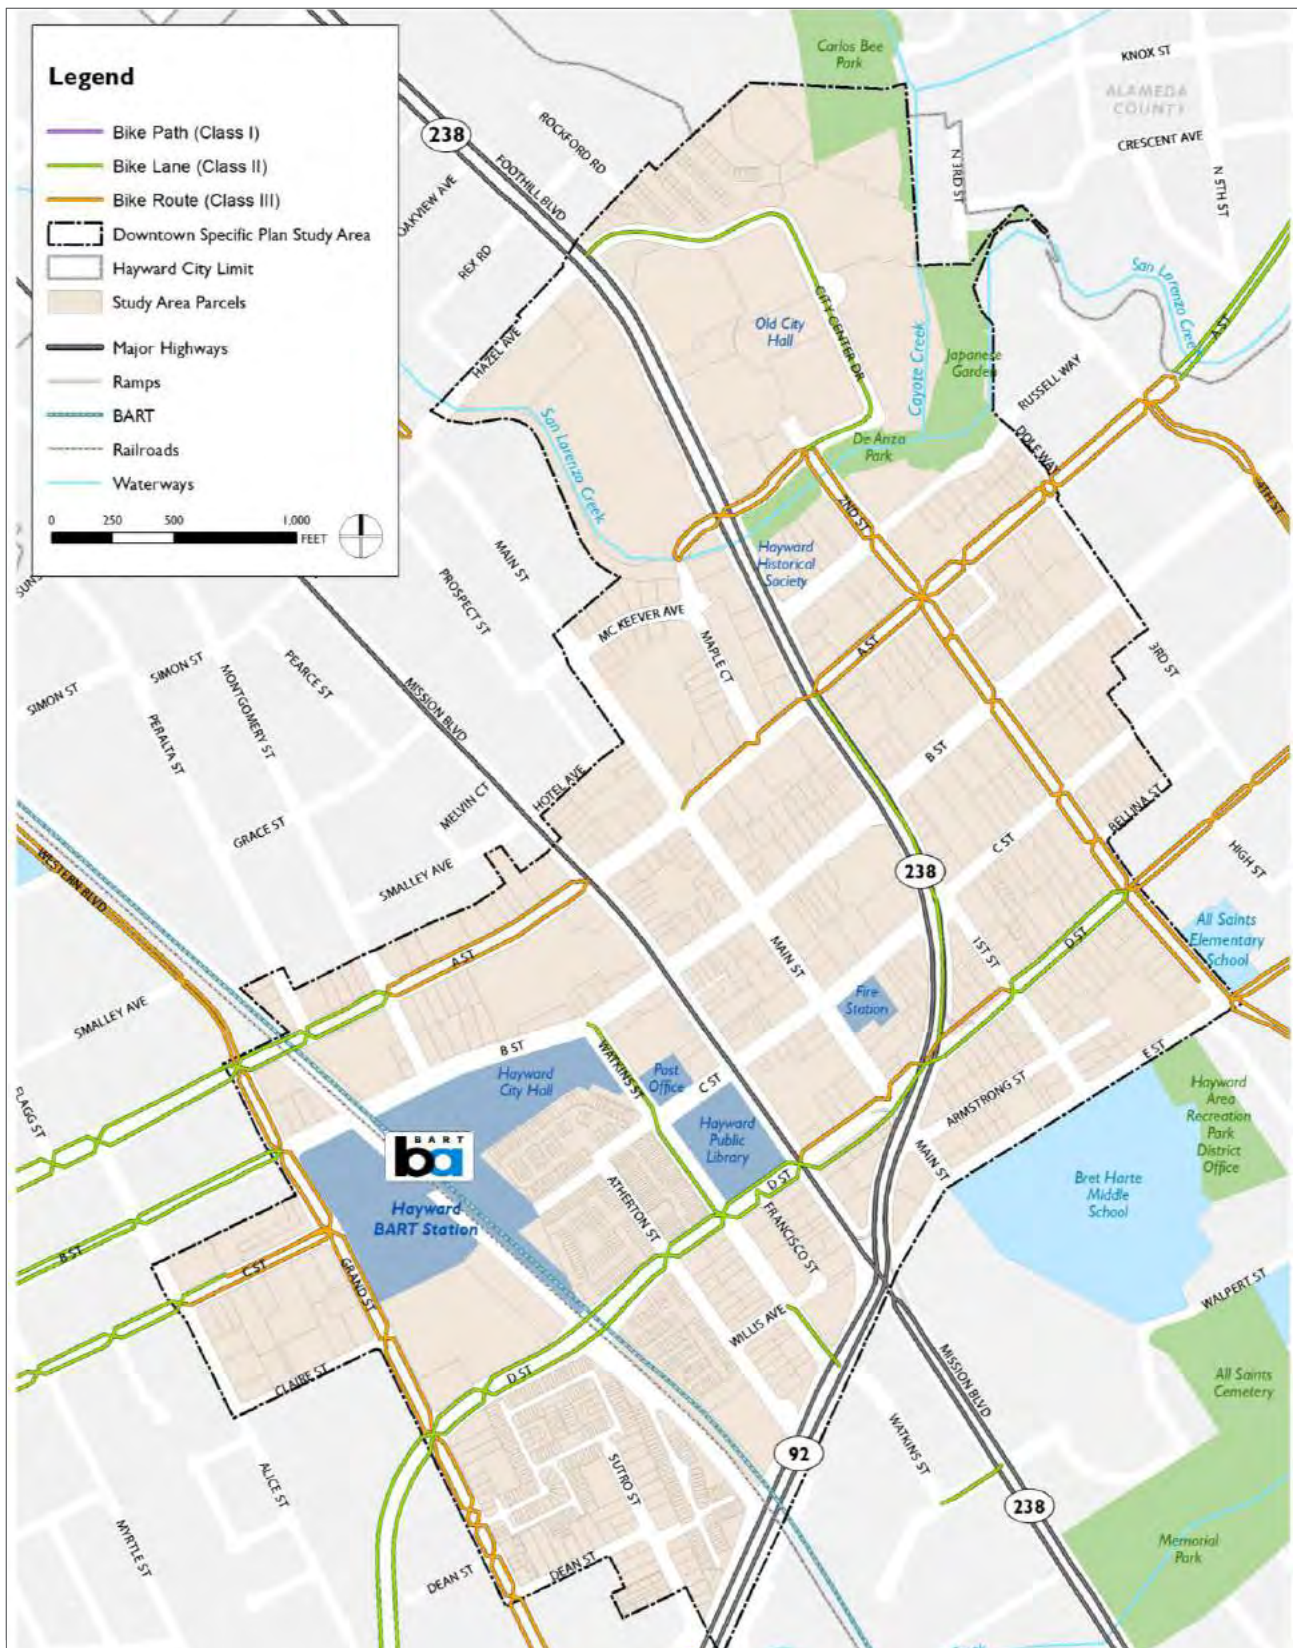 Legend
Bike Path (Class I)
Bike Lane (Class II)
Bike Route (Class III)
Downtown Specific Plan Study Area
Hayward City Limit
Study Area Parcels
Major Highways
Ramps
BART
Railroads
Waterways
0 250 500 1,000
FEET
Carlos Bee
Park
KNOX ST
ALAMEDA
COUNTY
CRESCENT AVE
N 3RD ST
N 5TH ST
238
ROCKFORD RD
FOOTHILL BLVD
OAKVIEW AVE
REX RD
HAZEL AVE
CITY CENTER DR
Old City
Hall
Cayote Creek
Japanese
Garden
San Larenzo Creek
A ST
RUSSELL WAY
DOLF WAY
4TH ST
De Anza
Park
San Larenzo Creek
2ND ST
Hayward
Historical
Society
MAIN ST
PROSPECT ST
MC KEEVER AVE
MAPLE CT
A ST
3RD ST
SIMON ST
SIMON ST
PEARCE ST
MONTGOMERY ST
PERALTA ST
MISSION BLVD
B ST
HOTEL AVE
MELVIN CT
GRACE ST
SMALLEY AVE
C ST
BELLINA ST
HIGH ST
238
WESTERN BLVD
All Saints
Elementary
School
A ST
MAIN ST
1ST ST
D ST
SMALLEY AVE
Fire
Station
B ST
Hayward
City Hall
WATKINS ST
Post
Office
C ST
E ST
ARMSTRONG ST
FLAGG ST
Hayward
Public
Library
Hayward
Area
Recreation
Park
District
Office
BART
ba
Hayward
BART Station
MAIN ST
Bret Harte
Middle
School
D ST
ATHERTON ST
FRANCISCO ST
B ST
C ST
GRAND ST
WALPERT ST
WILLIS AVE
MISSION BLVD
CLAIRE ST
D ST
All Saints
Cemetery
WATKINS ST
92
ALICE ST
SUTRO ST
238
MYRTLE ST
Memorial
Park
DEAN ST
DEAN ST